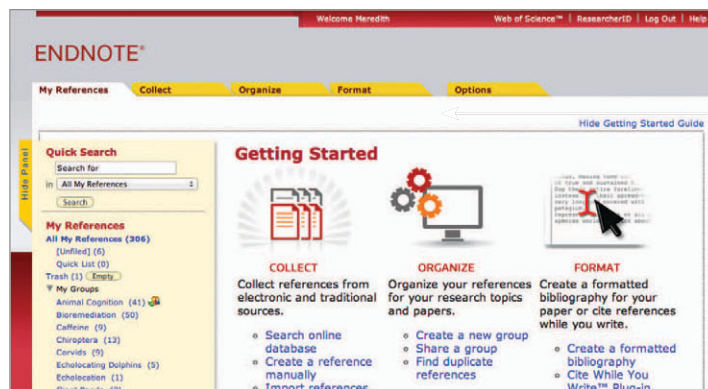 Welcome Meredith
Web of Science™ | ResearcherID | Log Out | Help
ENDNOTE®
My References
Collect
Organize
Format
Options
Hide Getting Started Guide
Hide Panel
Quick Search
Search for
in All My References
Search
My References
All My References (306)
[Unfiled] (6)
Quick List (0)
Trash (1) Empty
My Groups
Animal Cognition (41)
Bioremediation (50)
Caffeine (9)
Chiroptera (13)
Corvids (9)
Echolocating Dolphins (5)
Echolocation (1)
Getting Started
COLLECT
Collect references from
electronic and traditional
sources.
Search online
database
Create a reference
manually
Import references
ORGANIZE
Organize your references
for your research topics
and papers.
Create a new group
Share a group
Find duplicate
references
FORMAT
Create a formatted
bibliography for your
paper or cite references
while you write.
Create a formatted
bibliography
Cite While You
Write™ Plug-in